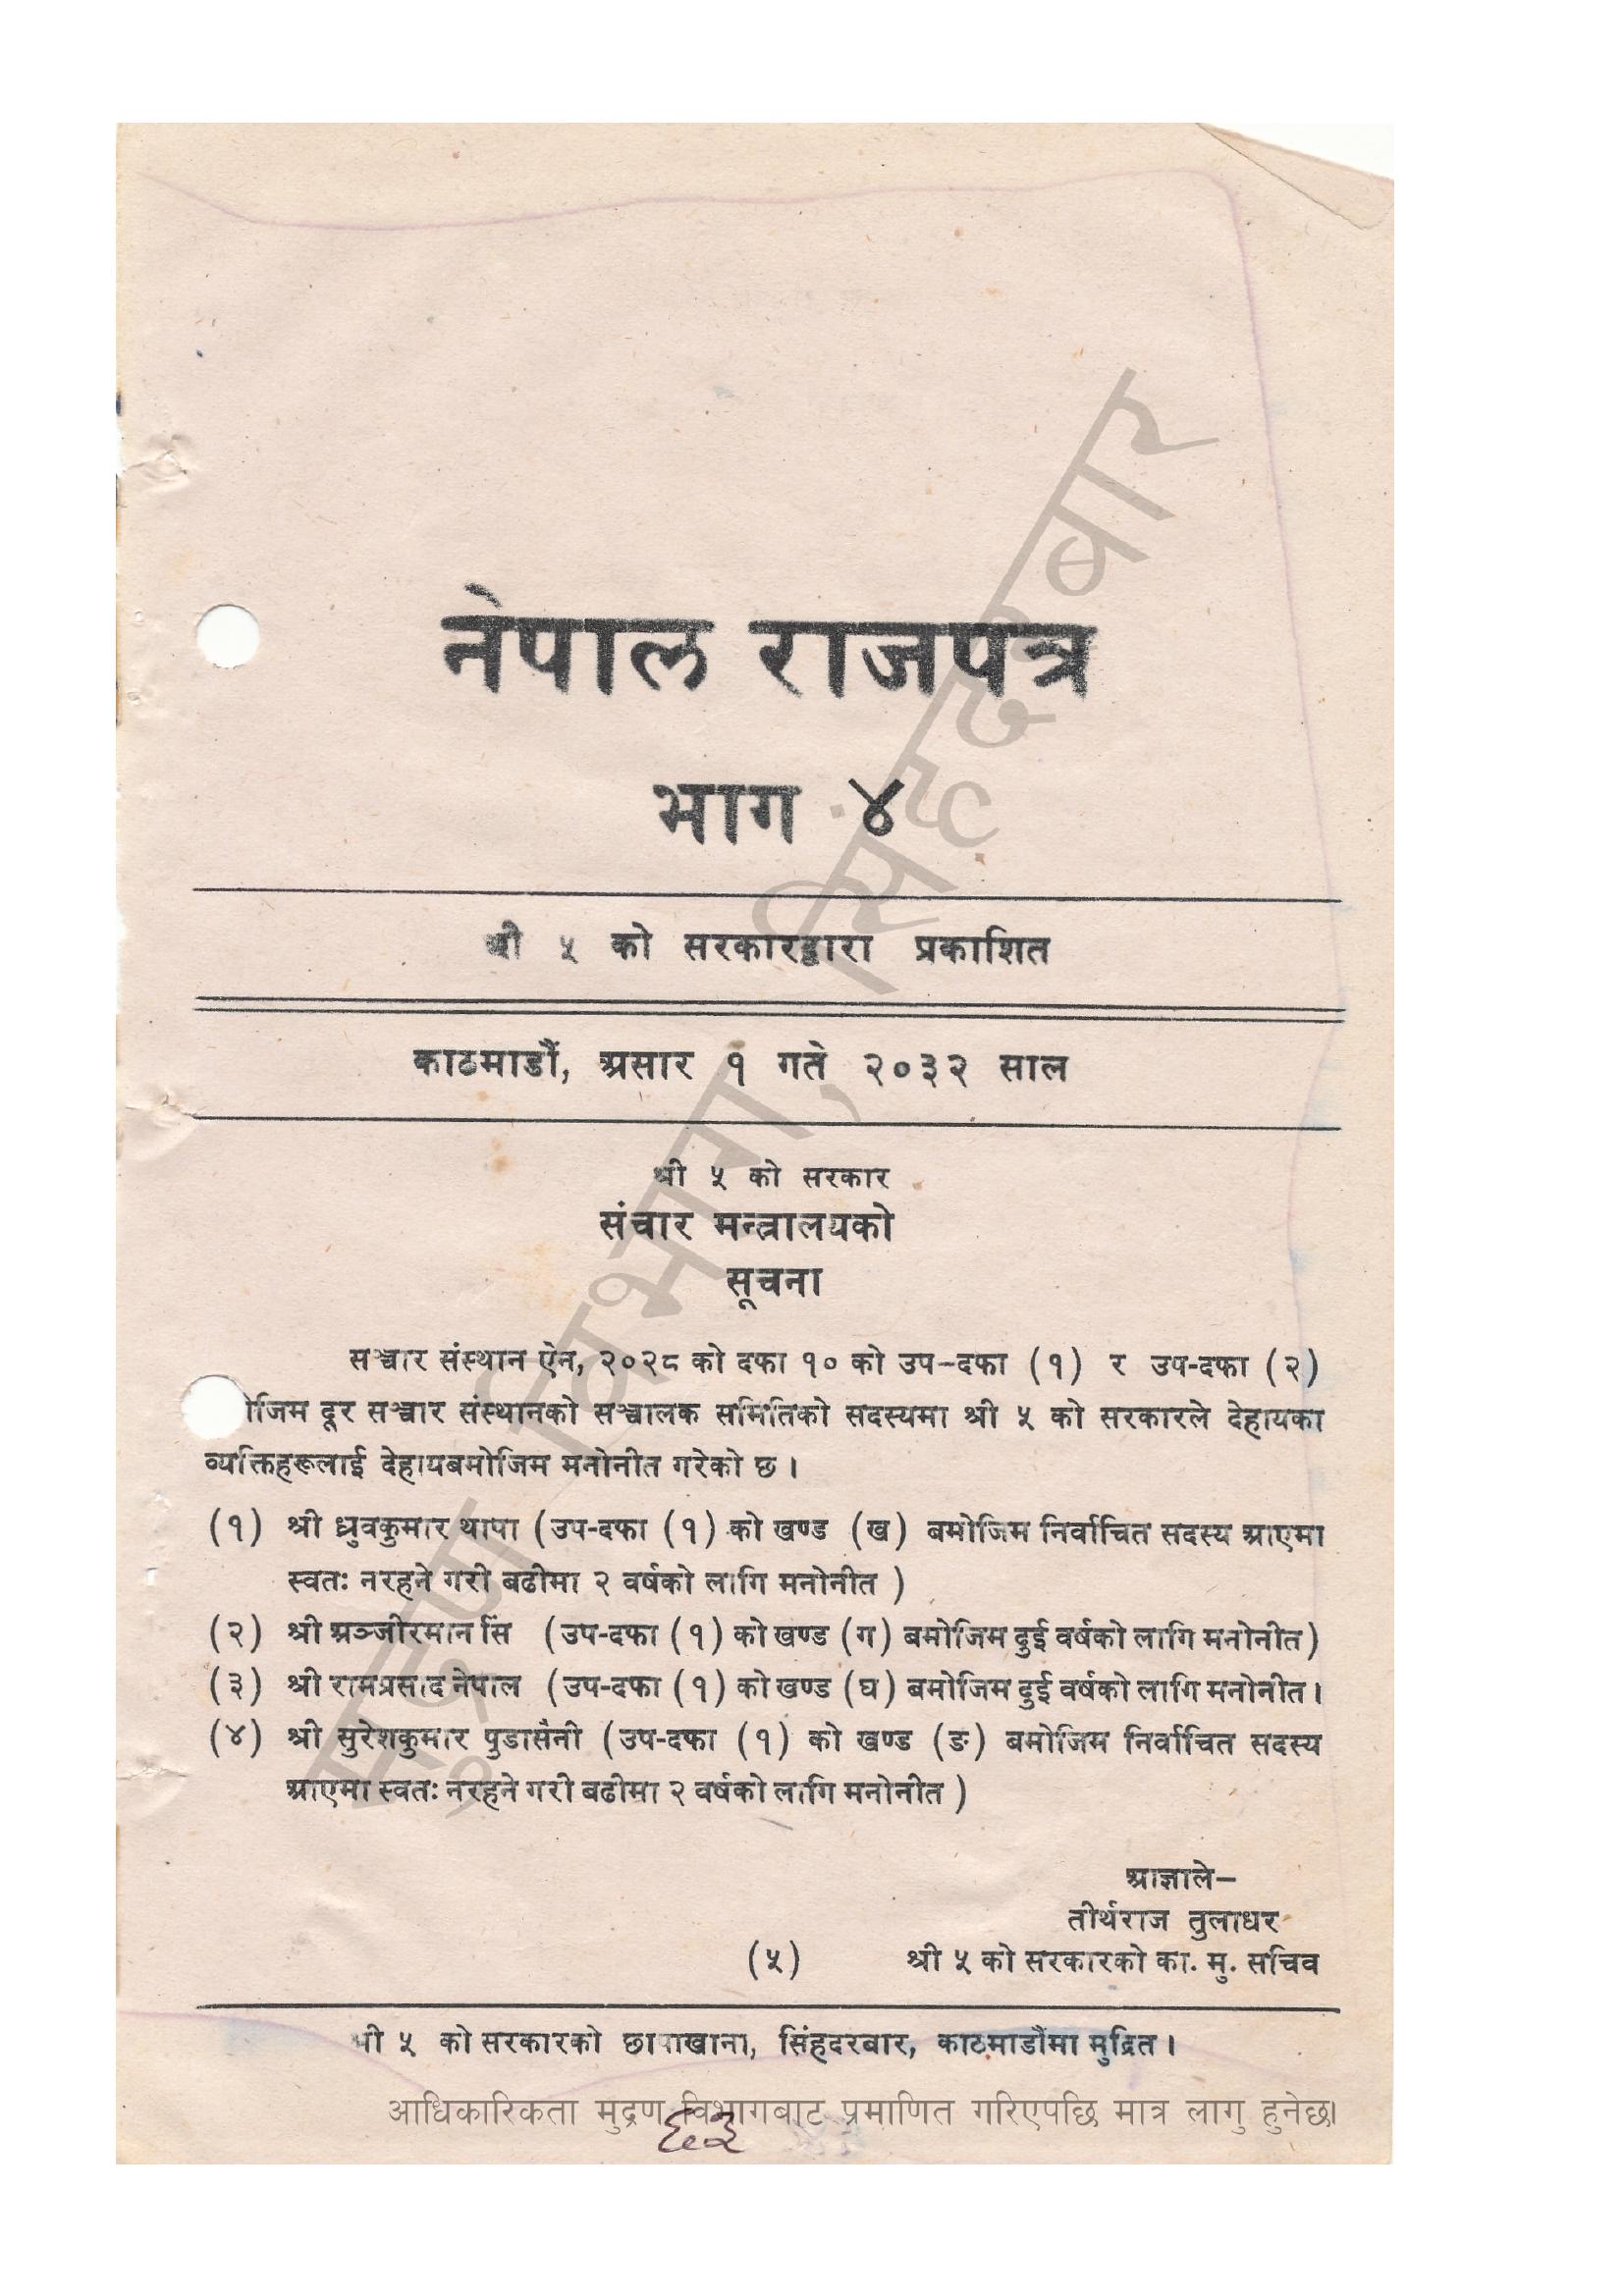 नेपाल राजपत्र
भाग ४
श्री ५ को सरकारद्वारा प्रकाशित
काठमाडौं, असार १ गते २०३२ साल
श्री ५ को सरकार
संचार मन्त्रालयको
सूचना
सञ्चार संस्थान ऐन, २०२८ को दफा १० को उप-दफा (१) र उप-दफा (२)
ोजिम दूर सञ्चार संस्थानको सञ्चालक समितिको सदस्यमा श्री ५ को सरकारले देहायका
व्यक्तिहरूलाई देहायबमोजिम मनोनीत गरेको छ ।
(१) श्री ध्रुवकुमार थापा (उप-दफा (१) को खण्ड (ख) बमोजिम निर्वाचित सदस्य आएमा
स्वतः नरहने गरी बढीमा २ वर्षको लागि मनोनीत )
(२) श्री अञ्जीरमान सिं (उप-दफा (१) को खण्ड (ग) बमोजिम दुई वर्षको लागि मनोनीत)
(३) श्री रामप्रसाद नेपाल (उप-दफा (१) को खण्ड (घ) बमोजिम दुई वर्षको लागि मनोनीत।
(४) श्री सुरेशकुमार पुडासैनी (उप-दफा (१) को खण्ड (ङ) बमोजिम निर्वाचित सदस्य
आएमा स्वतः नरहने गरी बढीमा २ वर्षको लागि मनोनीत )
आज्ञाले–
तीर्थराज तुलाधर
(५) श्री ५ को सरकारको का. मु. सचिव
श्री ५ को सरकारको छापाखाना, सिंहदरबार, काठमाडौंमा मुद्रित ।
आधिकारिकता मुद्रण विभागबाट प्रमाणित गरिएपछि मात्र लागु हुनेछ।
६३
मुद्रण विभाग, सिंहदरबार